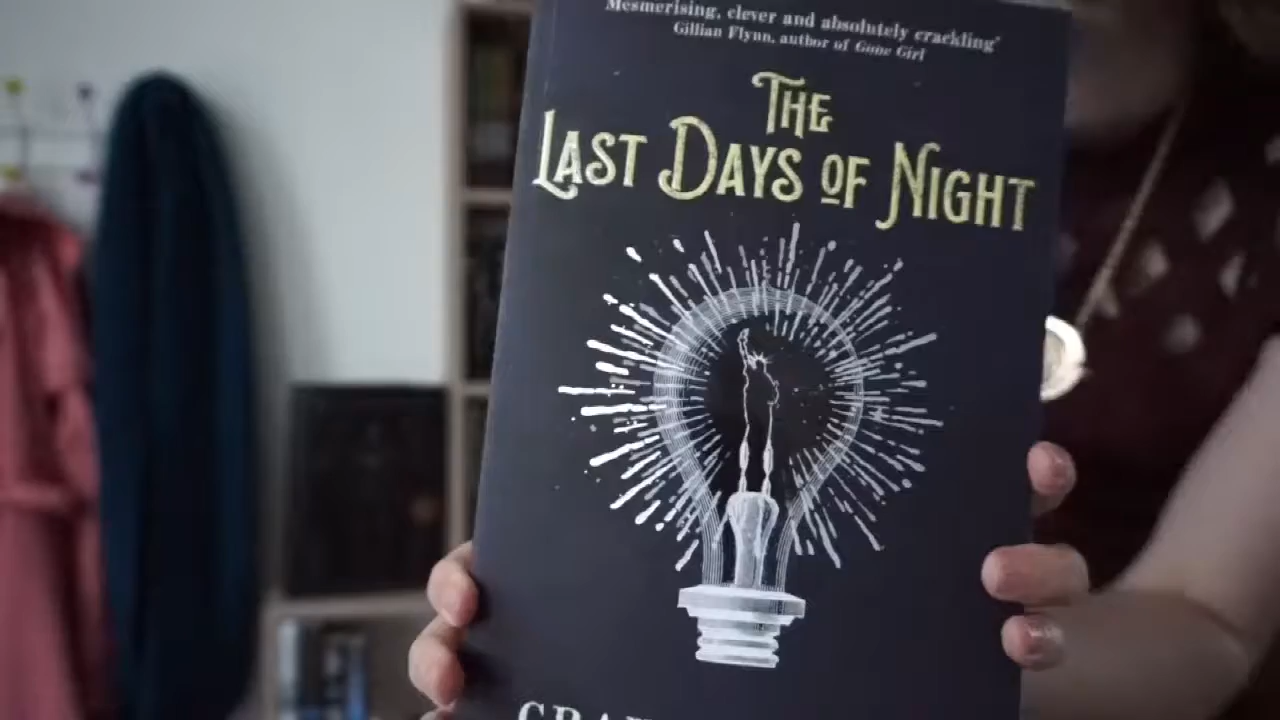 Mesmerising, clever and absolutely crackling'
Gillian Flynn, author of Gone Girl
THE
LAST DAYS OF NIGHT